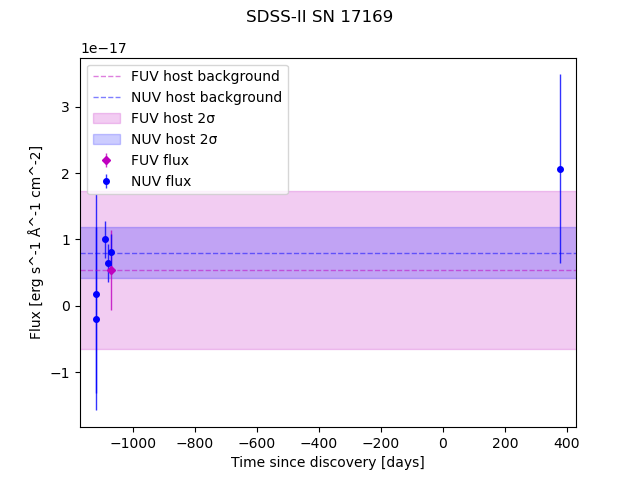 SDSS-II SN 17169
1e−17
FUV host background
NUV host background
FUV host 2σ
NUV host 2σ
FUV flux
NUV flux
3
2
1
0
−1
Flux [erg s^-1 Å^-1 cm^-2]
−1000 −800 −600 −400 −200 0 200 400
Time since discovery [days]